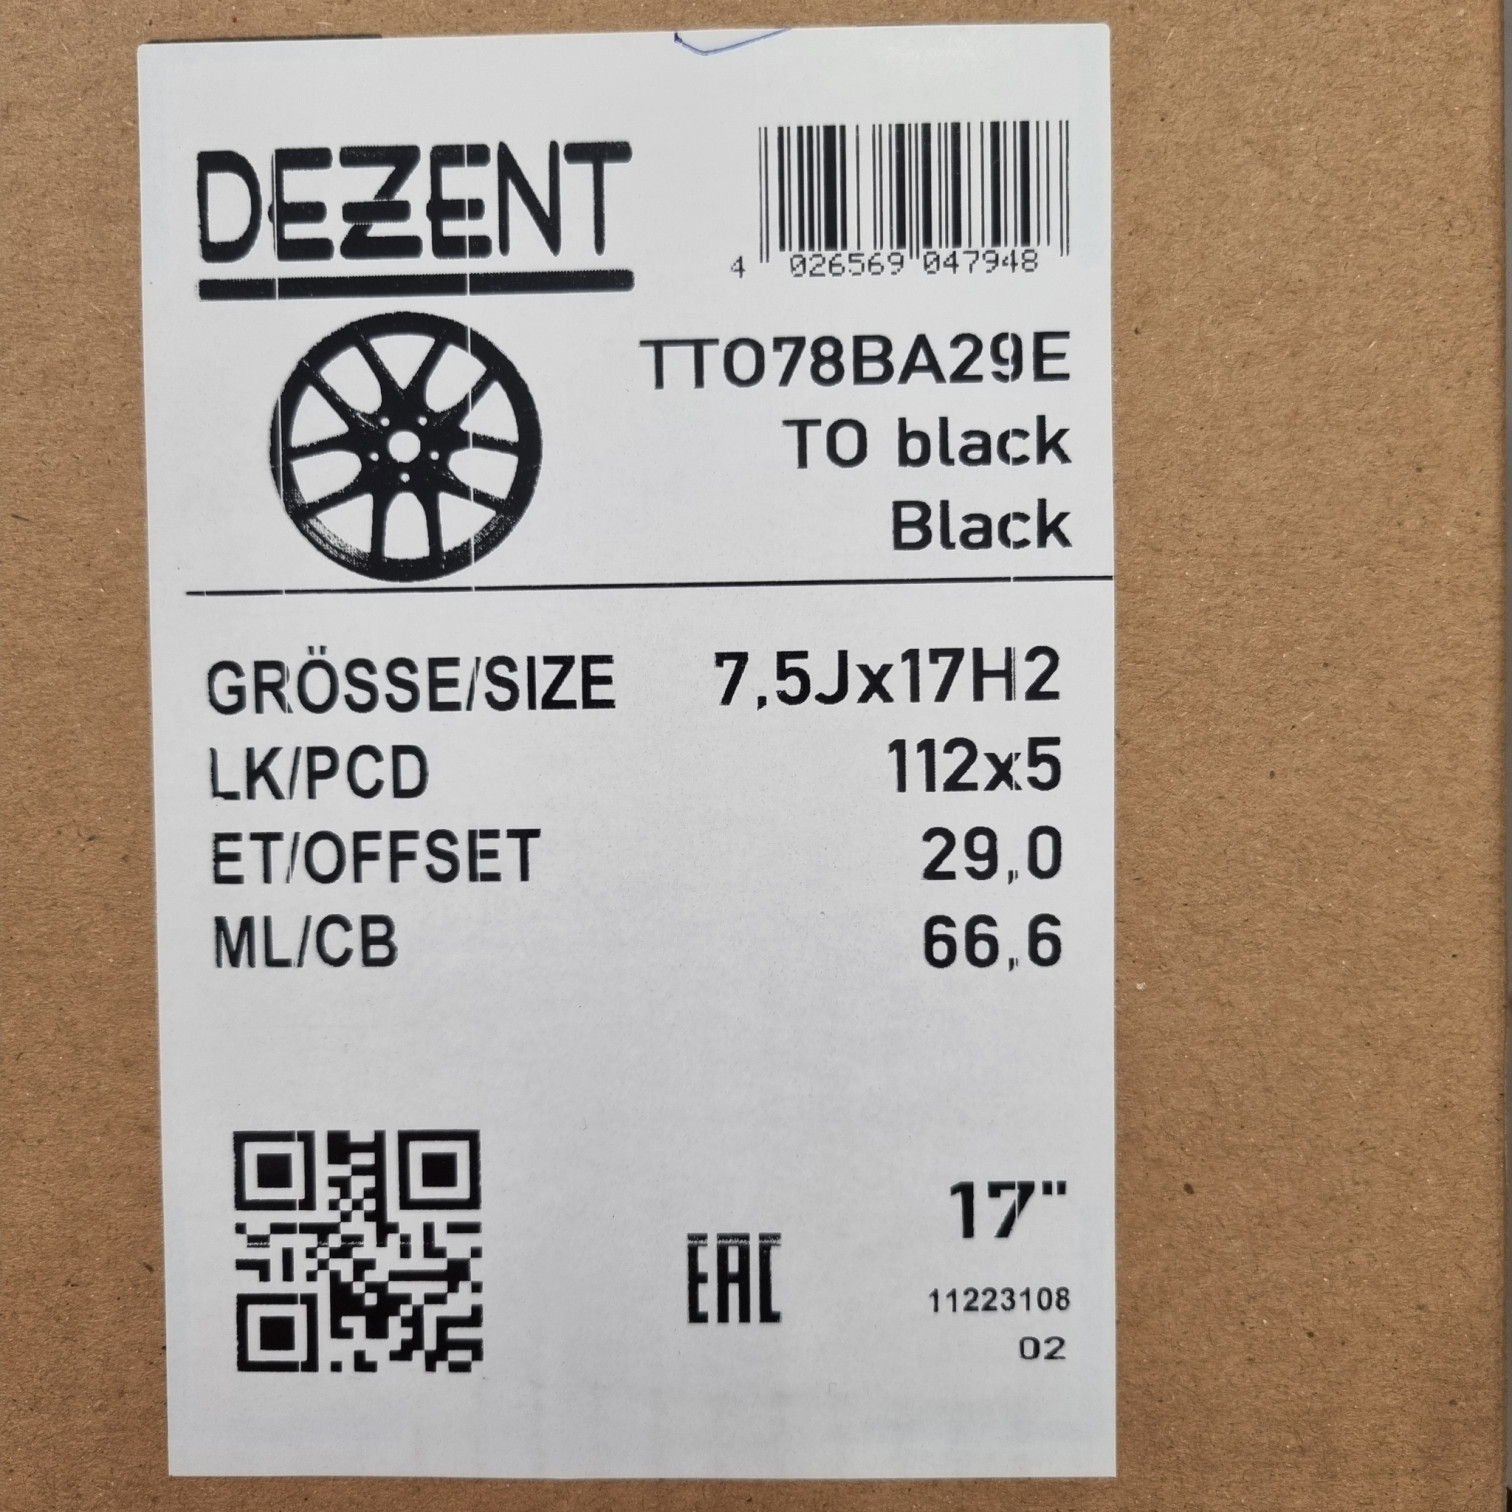 DEZENT
4 026569 047948
TTO78BA29E
TO black
Black
GRÖSSE/SIZE 7,5Jx17H2
LK/PCD 112x5
ET/OFFSET 29,0
ML/CB 66,6
17"
EAC
11223108
02